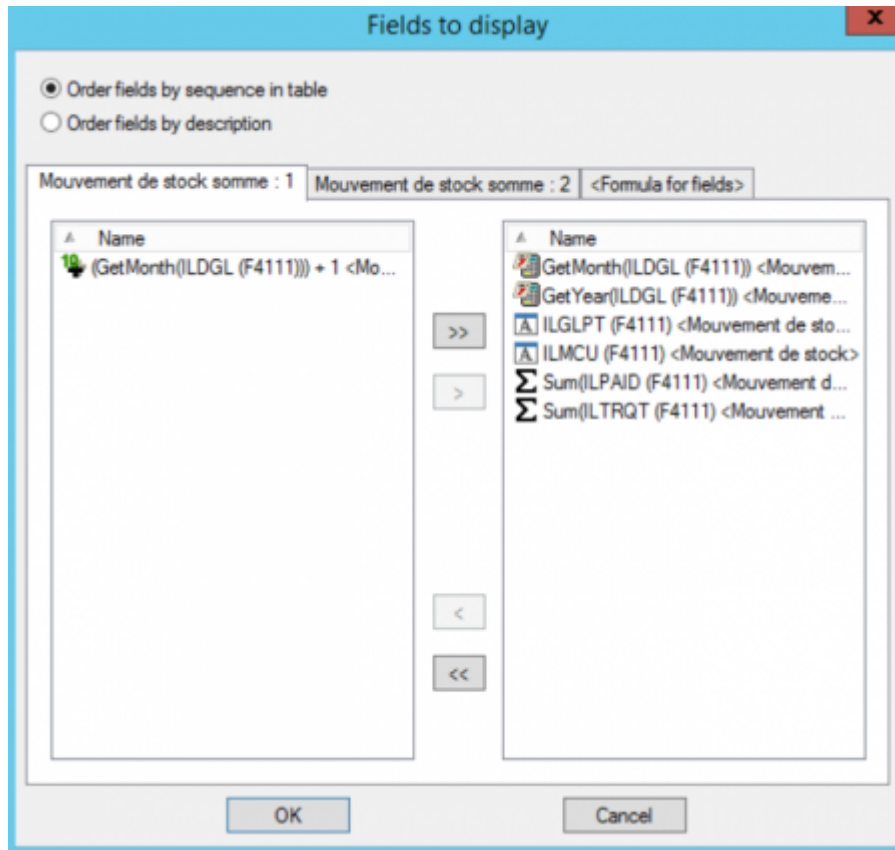 Fields to display
x
Order fields by sequence in table
Order fields by description
Mouvement de stock somme : 1 Mouvement de stock somme : 2 <Formula for fields>
Name
(GetMonth(ILDGL (F4111))) + 1 <Mo...
>>
>
<
<<
Name
GetMonth(ILDGL (F4111)) <Mouvem...
GetYear(ILDGL (F4111)) <Mouveme...
ILGLPT (F4111) <Mouvement de sto...
ILMCU (F4111) <Mouvement de stock>
Sum(ILPAID (F4111) <Mouvement d...
Sum(ILTRQT (F4111) <Mouvement ...
OK Cancel